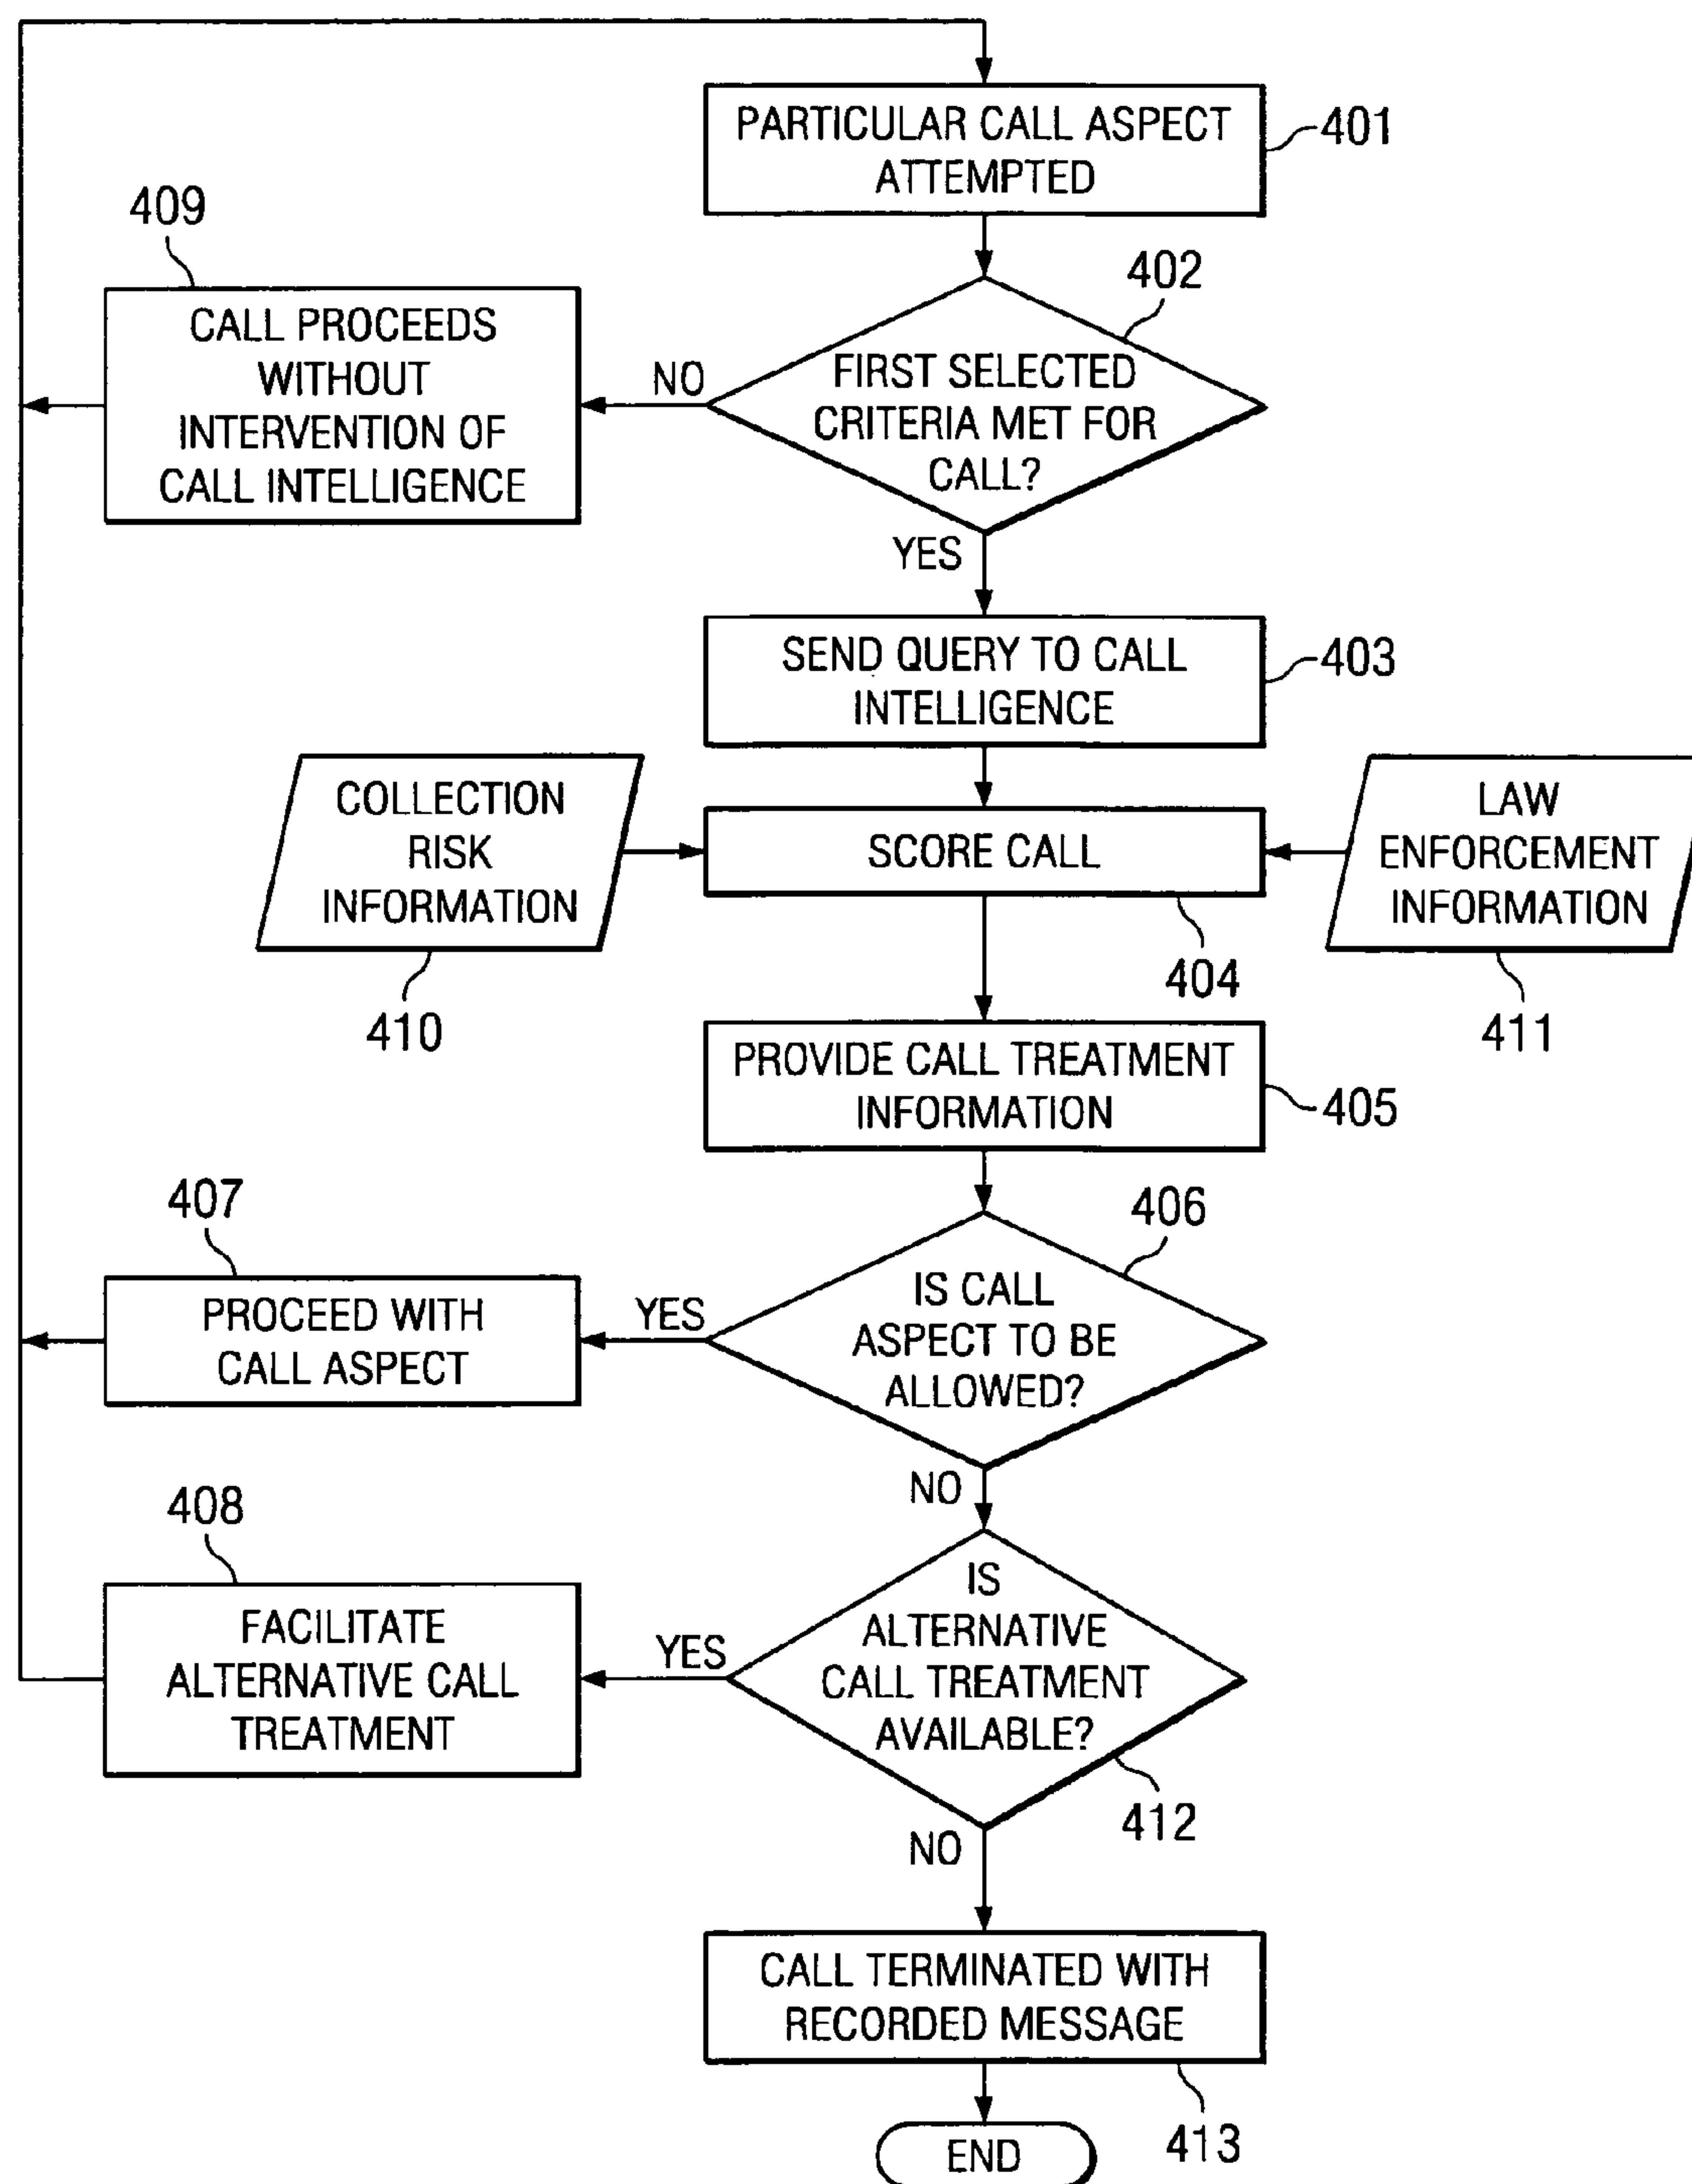 PARTICULAR CALL ASPECT
ATTEMPTED
401
409
402
CALL PROCEEDS
WITHOUT
INTERVENTION OF
CALL INTELLIGENCE
NO
FIRST SELECTED
CRITERIA MET FOR
CALL?
YES
SEND QUERY TO CALL
INTELLIGENCE
403
COLLECTION
RISK
INFORMATION
SCORE CALL
LAW
ENFORCEMENT
INFORMATION
404
410
411
PROVIDE CALL TREATMENT
INFORMATION
405
407
406
PROCEED WITH
CALL ASPECT
YES
IS CALL
ASPECT TO BE
ALLOWED?
NO
408
FACILITATE
ALTERNATIVE CALL
TREATMENT
YES
IS
ALTERNATIVE
CALL TREATMENT
AVAILABLE?
412
NO
CALL TERMINATED WITH
RECORDED MESSAGE
413
END